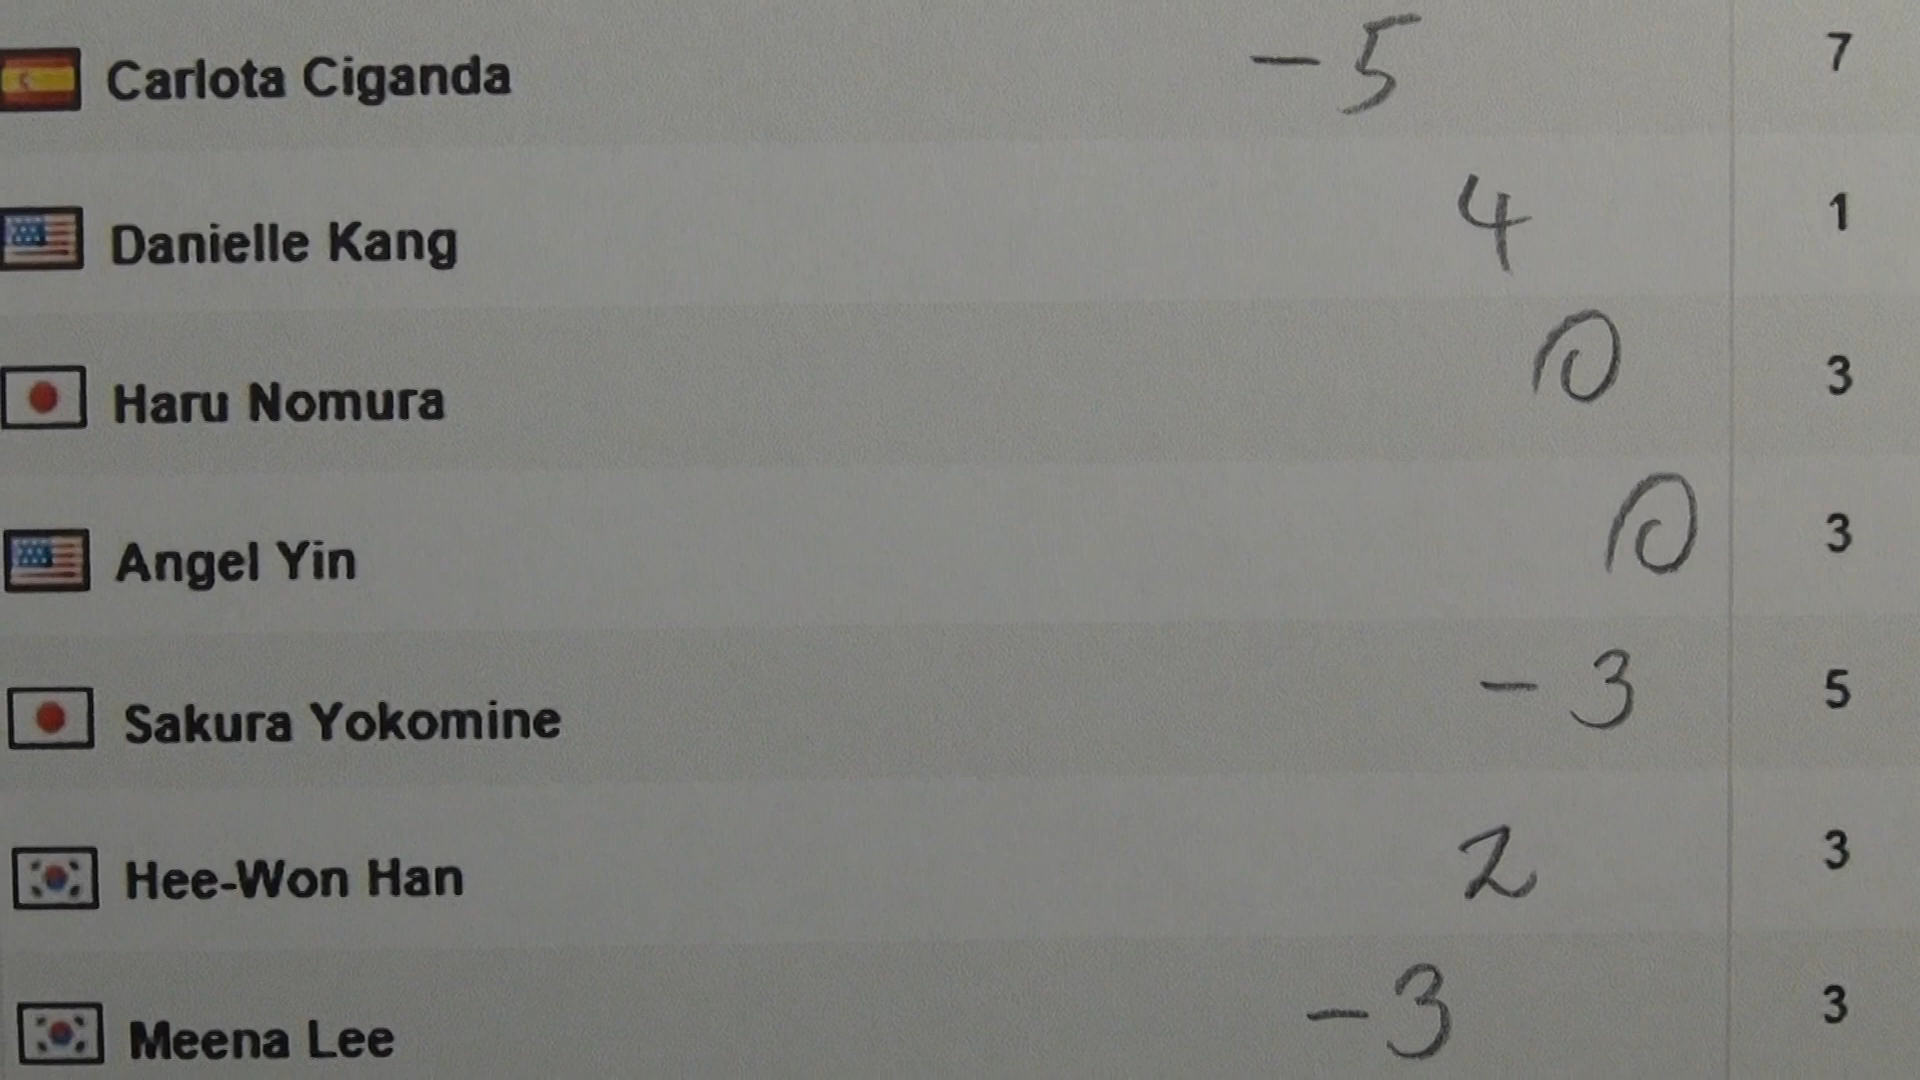 Carlota Ciganda -5 7
Danielle Kang 4 1
Haru Nomura 0 3
Angel Yin 0 3
Sakura Yokomine -3 5
Hee-Won Han 2 3
Meena Lee -3 3